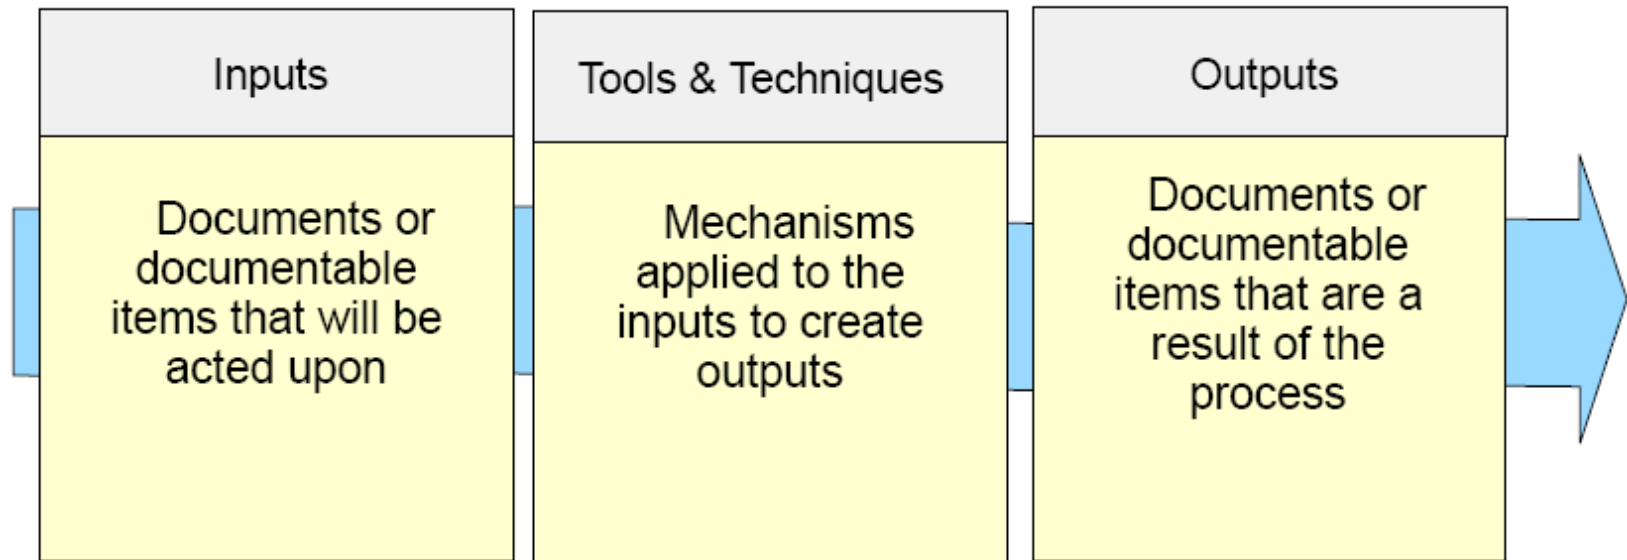 Inputs
Documents or
documentable
items that will be
acted upon
Tools & Techniques
Mechanisms
applied to the
inputs to create
outputs
Outputs
Documents or
documentable
items that are a
result of the
process